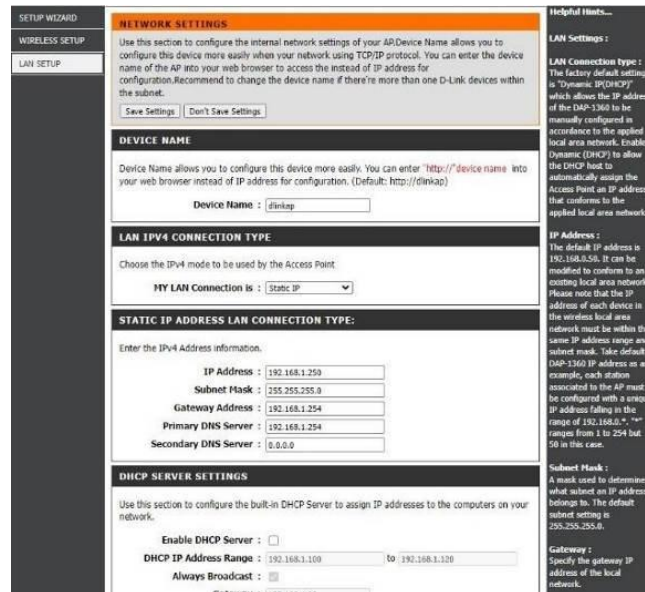 SETUP WIZARD
WIRELESS SETUP
LAN SETUP
NETWORK SETTINGS
Use this section to configure the internal network settings of your AP.Device Name allows you to
configure this device more easily when your network using TCP/IP protocol. You can enter the device
name of the AP into your web browser to access the instead of IP address for
configuration.Recommend to change the device name if there're more than one D-Link devices within
the subnet.
Save Settings Don't Save Settings
DEVICE NAME
Device Name allows you to configure this device more easily. You can enter "http://"device name into
your web browser instead of IP address for configuration. (Default: http://dlinkap)
Device Name : dlinkap
LAN IPV4 CONNECTION TYPE
Choose the IPv4 mode to be used by the Access Point
MY LAN Connection is : Static IP
STATIC IP ADDRESS LAN CONNECTION TYPE:
Enter the IPv4 Address information.
IP Address : 192.168.1.250
Subnet Mask : 255.255.255.0
Gateway Address : 192.168.1.254
Primary DNS Server : 192.168.1.254
Secondary DNS Server : 0.0.0.0
DHCP SERVER SETTINGS
Use this section to configure the built-in DHCP Server to assign IP addresses to the computers on your
network.
Enable DHCP Server :
DHCP IP Address Range : 192.168.1.100 to 192.168.1.120
Always Broadcast :
Helpful Hints...
LAN Settings :
LAN Connection type :
The factory default setting
is "Dynamic IP(DHCP)"
which allows the IP addres
of the DAP-1360 to be
manually configured in
accordance to the applied
local area network. Enable
Dynamic (DHCP) to allow
the DHCP host to
automatically assign the
Access Point an IP address
that conforms to the
applied local area network
IP Address :
The default IP address is
192.168.0.50. It can be
modified to conform to an
existing local area network
Please note that the IP
address of each device in
the wireless local area
network must be within th
same IP address range and
subnet mask. Take default
DAP-1360 IP address as a
example, each station
associated to the AP must
be configured with a uniqu
IP address falling in the
range of 192.168.0.*. "*"
ranges from 1 to 254 but
50 in this case.
Subnet Mask :
A mask used to determine
what subnet an IP address
belongs to. The default
subnet setting is
255.255.255.0.
Gateway :
Specify the gateway IP
address of the local
network.